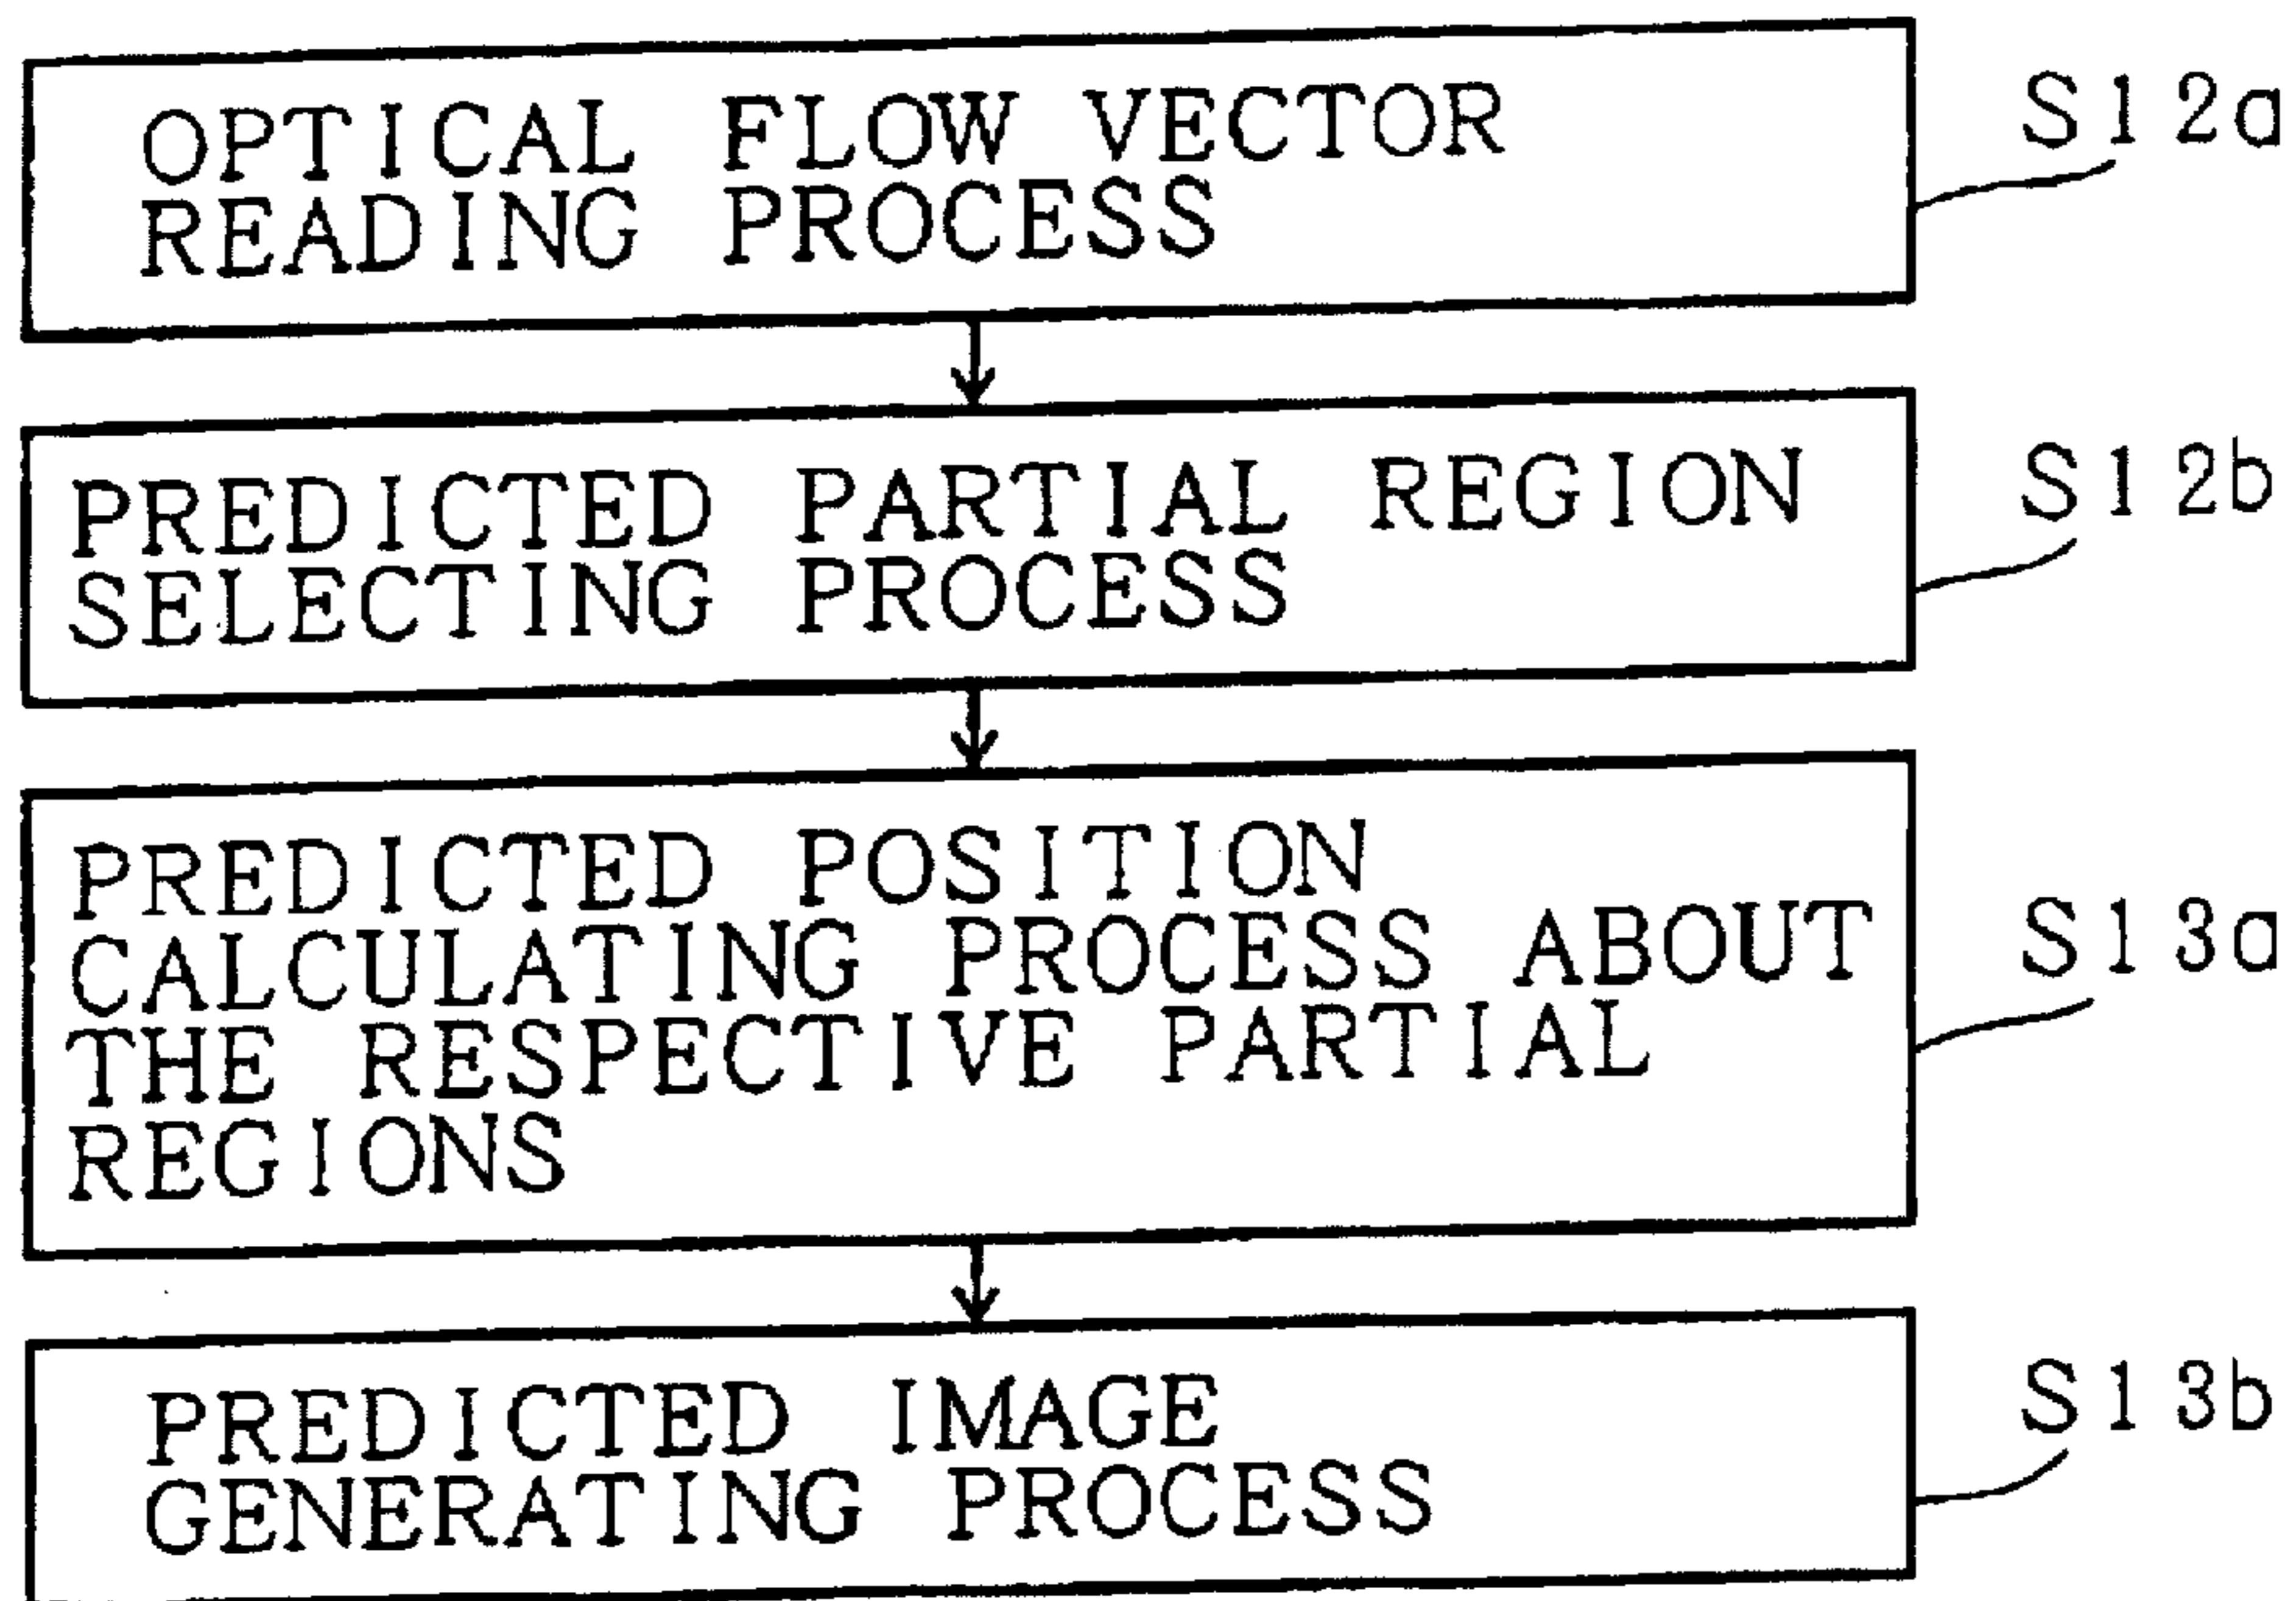 OPTICAL FLOW VECTOR
READING PROCESS
S12a
PREDICTED PARTIAL REGION
SELECTING PROCESS
S12b
PREDICTED POSITION
CALCULATING PROCESS ABOUT
THE RESPECTIVE PARTIAL
REGIONS
S13a
PREDICTED IMAGE
GENERATING PROCESS
S13b